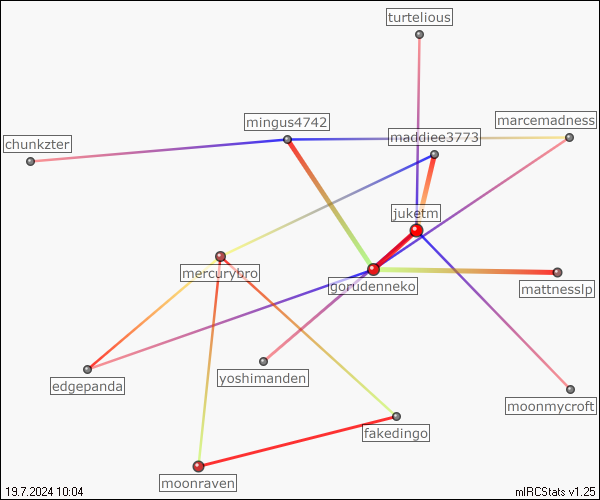 turtelious
mingus4742
marcemadness
maddiee3773
chunkzter
juketm
mercurybro
gorudenneko
mattnesslp
edgepanda
yoshimanden
moonmycroft
fakedingo
moonraven
19.7.2024 10:04
mIRCStats v1.25